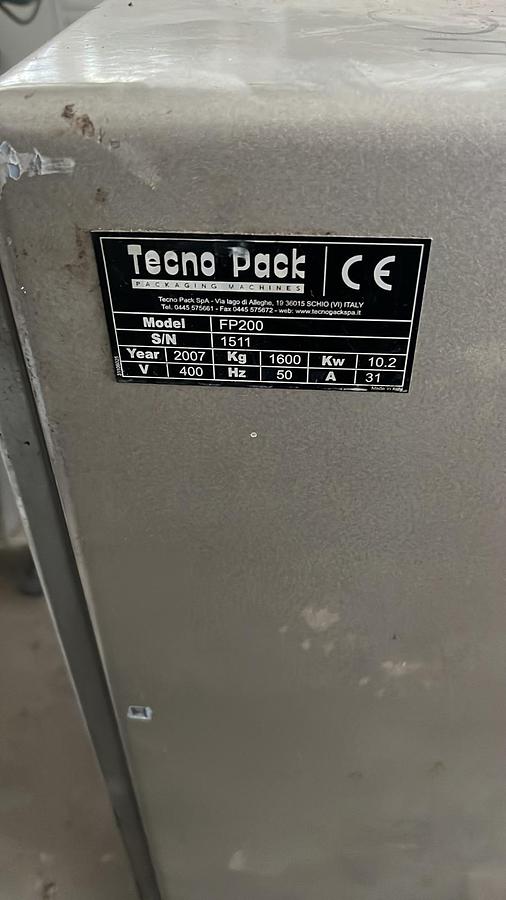 Tecno Pack CE
PACKAGING MACHINES
Tecno Pack SpA - Via lago di Alleghe, 19 36015 SCHIO (VI) ITALY
Tel. 0445 575661 - Fax 0445 575672 - web: www.tecnopackspa.it
Model FP200
S/N 1511
Year 2007 Kg 1600 Kw 10.2
V 400 Hz 50 A 31
Made in Italy